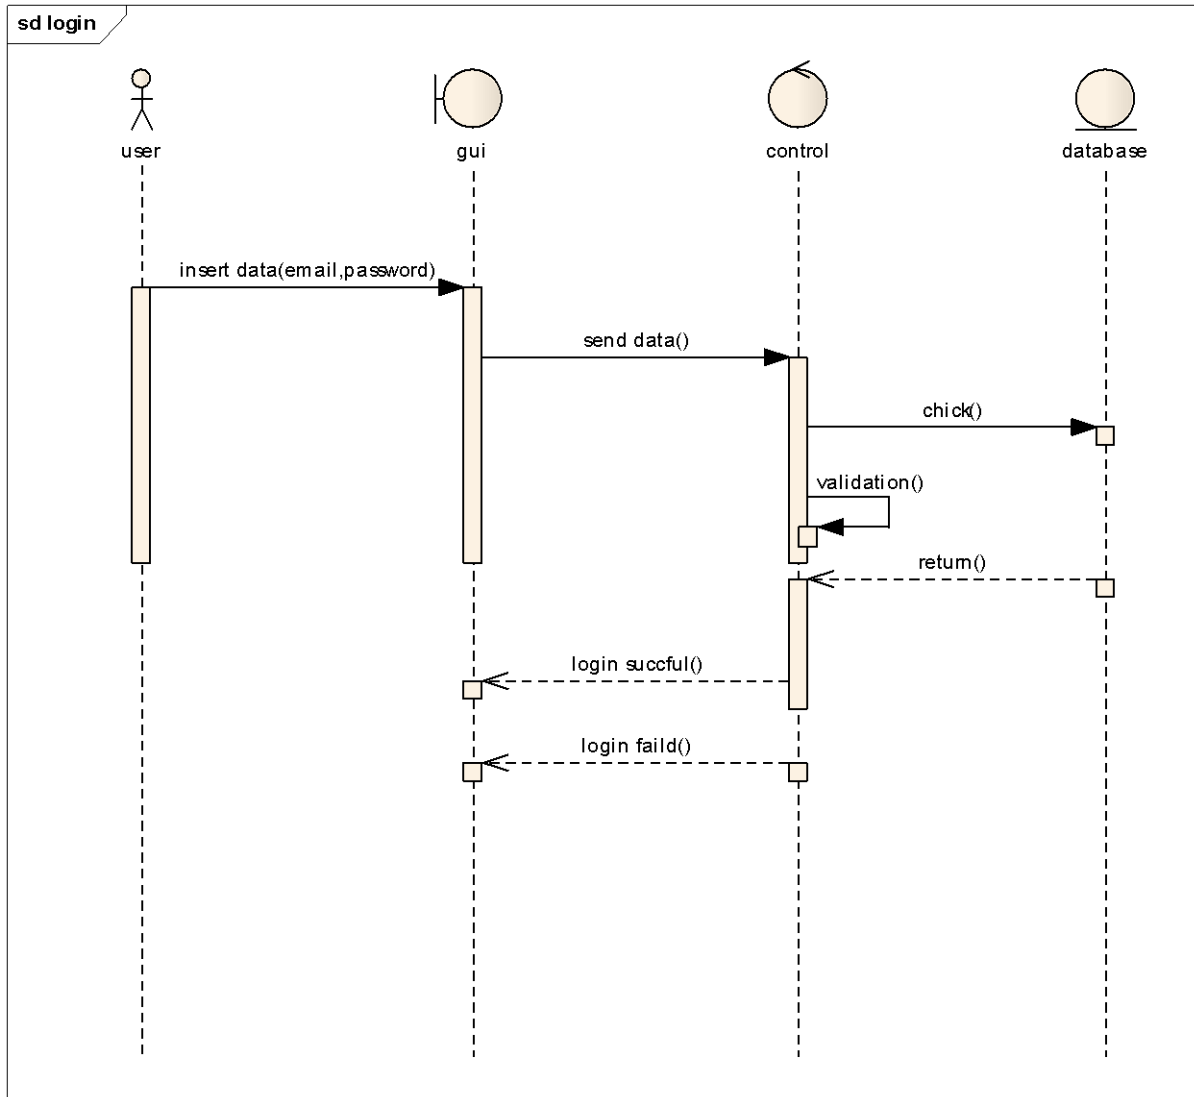 sd login
user
gui
control
database
insert data(email,password)
send data()
chick()
validation()
return()
login succful()
login faild()